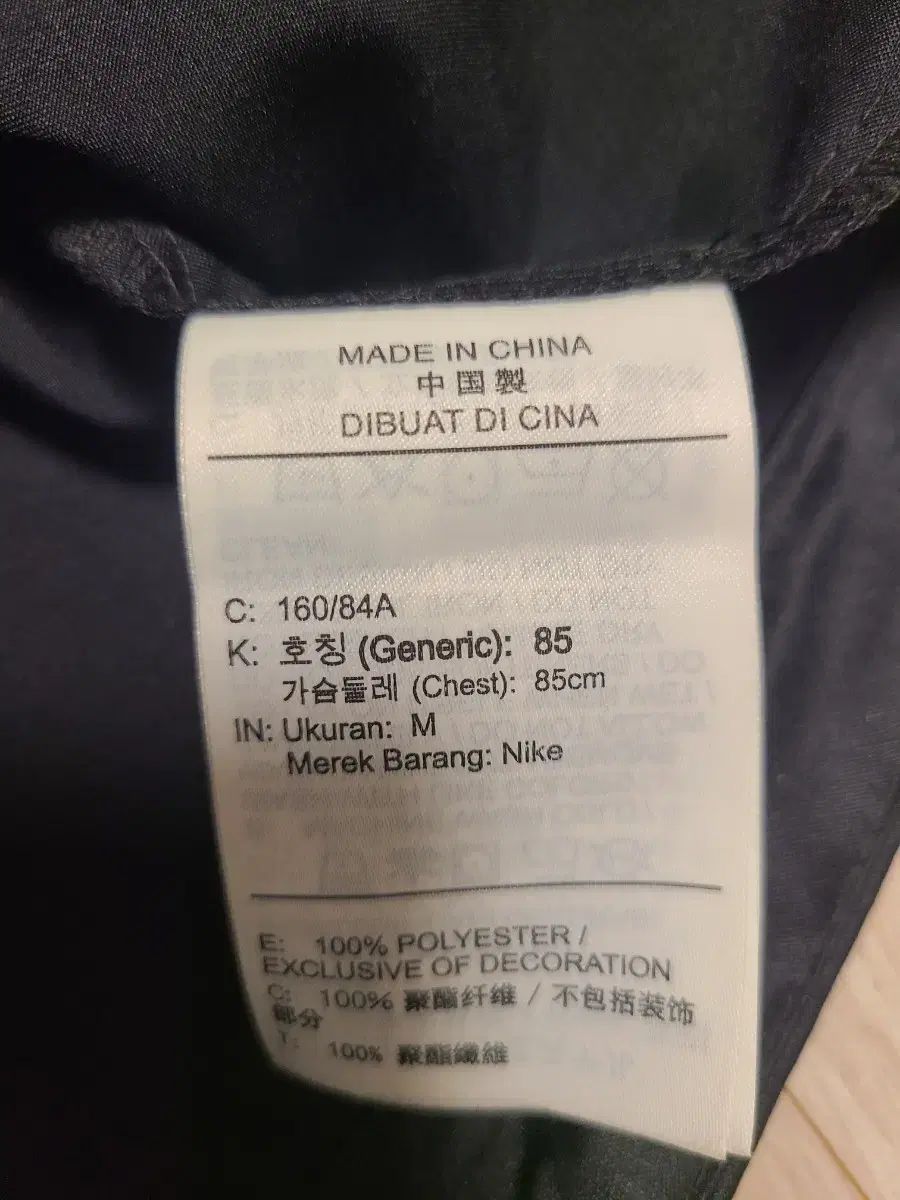 MADE IN CHINA
中国製
DIBUAT DI CINA
C: 160/84A
K: 호칭 (Generic): 85
가슴둘레 (Chest): 85cm
IN: Ukuran: M
Merek Barang: Nike
E: 100% POLYESTER /
EXCLUSIVE OF DECORATION
C: 100% 聚酯纤维 / 不包括装饰
部分
T: 100% 聚酯纖維